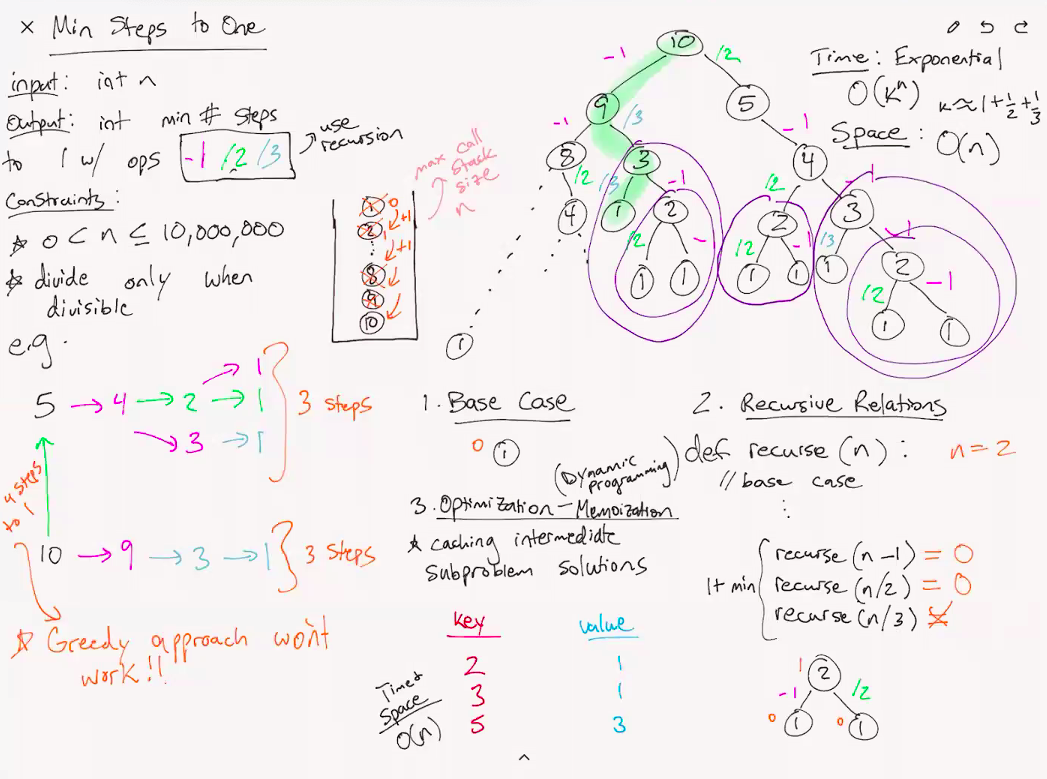 × Min Steps to One
input: int n
Output: int min # steps
to 1 w/ ops -1 /2 /3
use
recursion
Constraints:
☆ 0 < n ≤ 10,000,000
☆ divide only when
divisible
e.g.
5 → 4 → 2 → 1
→ 1
→ 3 → 1
3 steps
4 steps
to 1
10 → 9 → 3 → 1
3 steps
☆ Greedy approach won't
work!!
max call
stack
size
n
1 0
2 +1
⋮ +1
8
9
10
10
-1 /2
9 5
-1 /3 -1
8 3 4
/2 /3 -1 /2 -1
4 1 2 2 3
/2 - /2 -1 /3 -1
1 1 1 1 1 2
/2 -1
1 1
1
Time: Exponential
O(kⁿ) k ≈ 1 + 1/2 + 1/3
Space: O(n)
1. Base Case
0 1
(Dynamic
programming)
3. Optimization - Memoization
☆ caching intermediate
subproblem solutions
key value
2 1
3 1
5 3
Time &
Space
O(n)
2. Recursive Relations
def recurse (n): n = 2
// base case
⋮
1 + min
recurse (n-1) = 0
recurse (n/2) = 0
recurse (n/3) ×
1 2
-1 /2
0 1 0 1